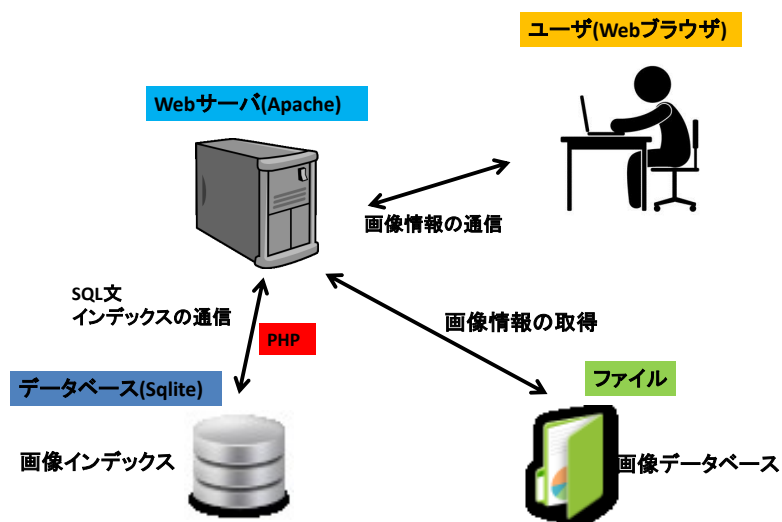 ユーザ(Webブラウザ)
Webサーバ(Apache)
画像情報の通信
SQL文
インデックスの通信
PHP
画像情報の取得
データベース(Sqlite)
ファイル
画像インデックス
画像データベース